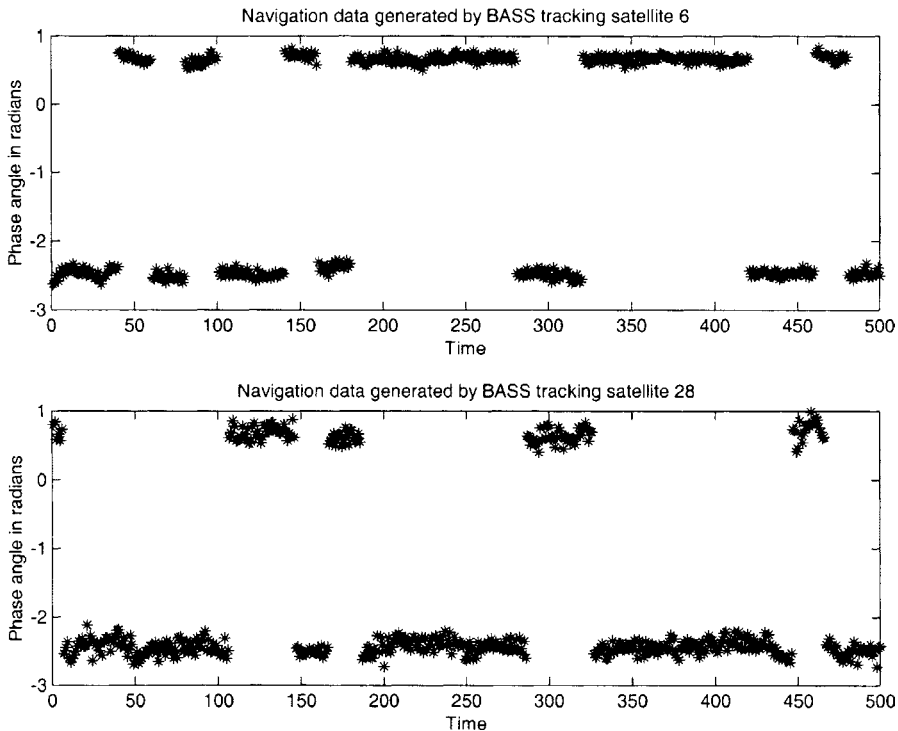 Navigation data generated by BASS tracking satellite 6
1
0
-1
-2
-3
Phase angle in radians
0 50 100 150 200 250 300 350 400 450 500
Time
Navigation data generated by BASS tracking satellite 28
1
0
-1
-2
-3
Phase angle in radians
0 50 100 150 200 250 300 350 400 450 500
Time